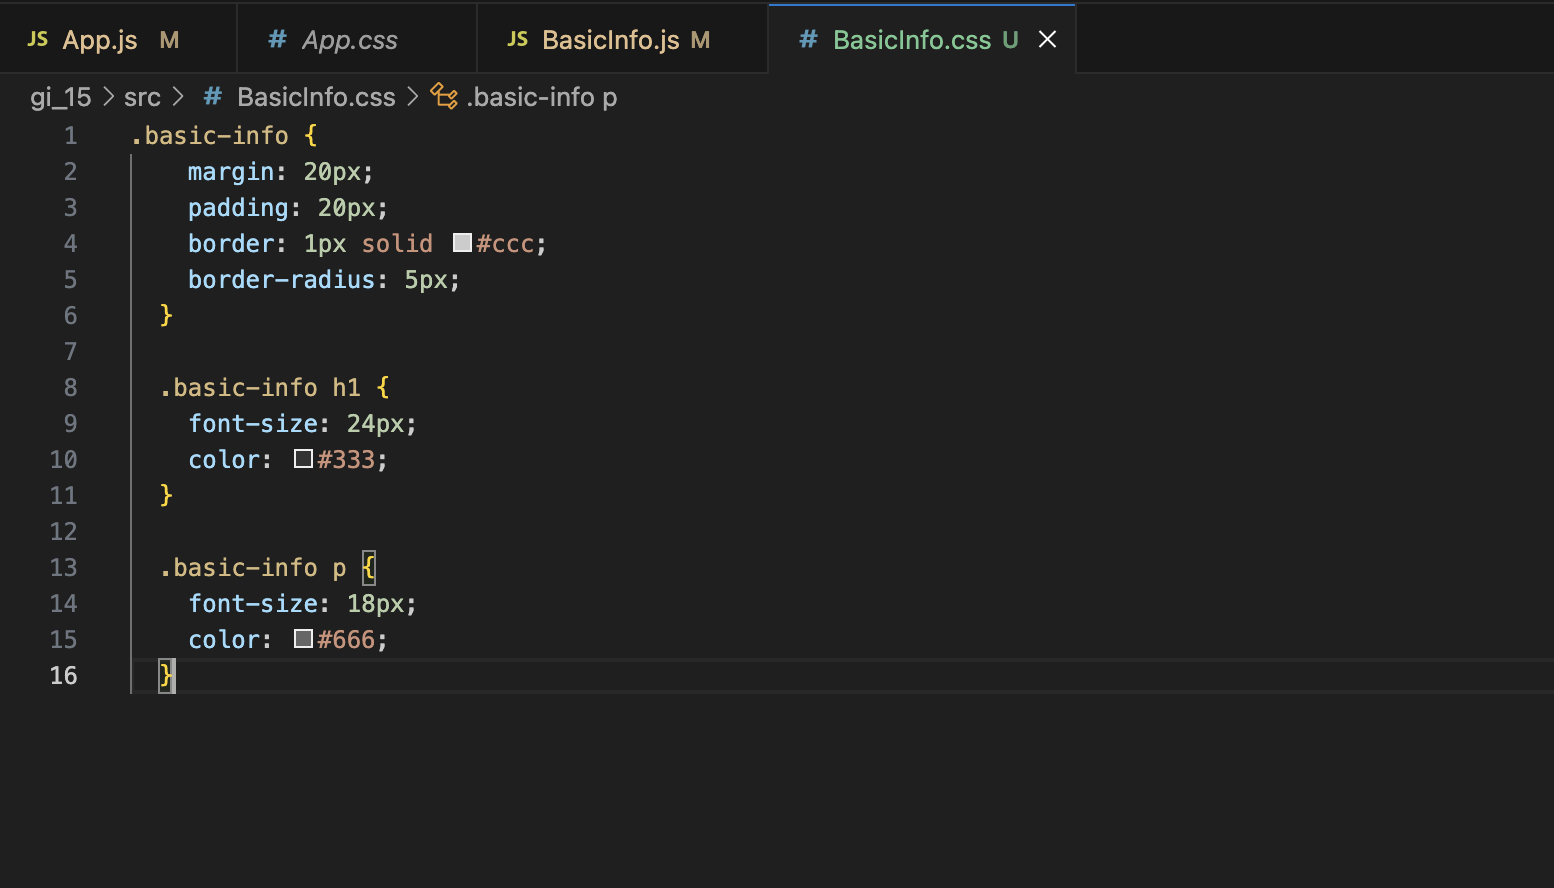 JS App.js M # App.css JS BasicInfo.js M # BasicInfo.css U
gi_15 > src > # BasicInfo.css > .basic-info p
1 .basic-info {
2 margin: 20px;
3 padding: 20px;
4 border: 1px solid #ccc;
5 border-radius: 5px;
6 }
7
8 .basic-info h1 {
9 font-size: 24px;
10 color: #333;
11 }
12
13 .basic-info p {
14 font-size: 18px;
15 color: #666;
16 }